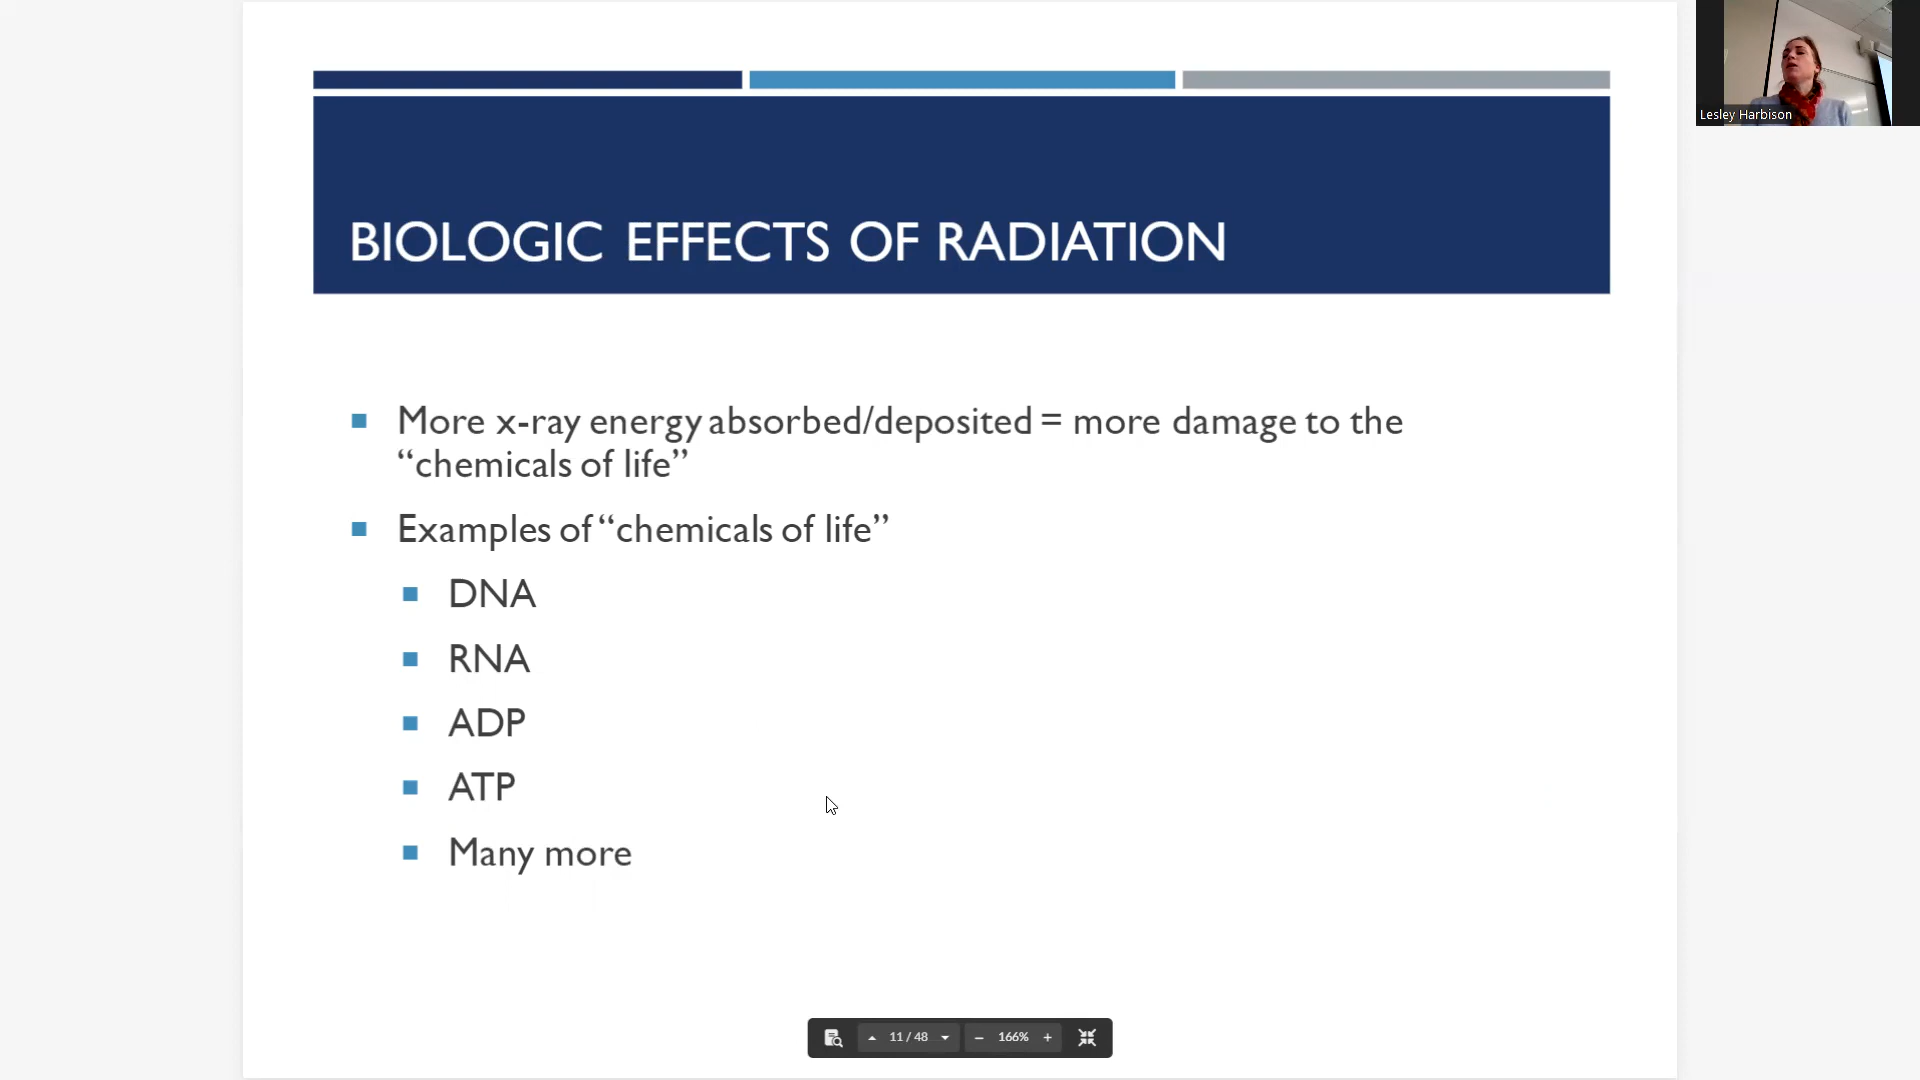 Lesley Harbison
BIOLOGIC EFFECTS OF RADIATION
More x-ray energy absorbed/deposited = more damage to the
“chemicals of life”
Examples of “chemicals of life”
DNA
RNA
ADP
ATP
Many more
11 / 48
166%